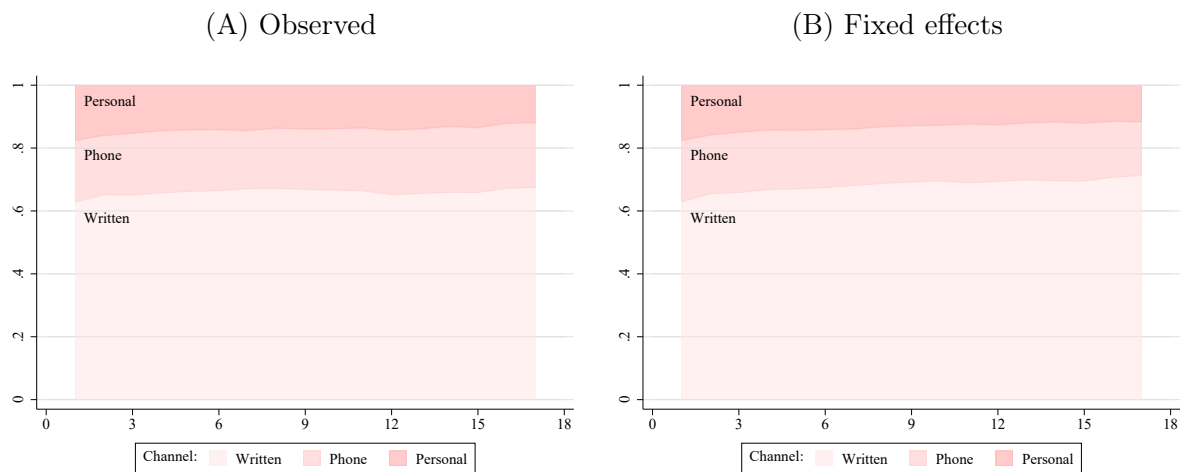 (A) Observed
1
.8
.6
.4
.2
0
Personal
Phone
Written
0 3 6 9 12 15 18
Channel: Written Phone Personal
(B) Fixed effects
1
.8
.6
.4
.2
0
Personal
Phone
Written
0 3 6 9 12 15 18
Channel: Written Phone Personal